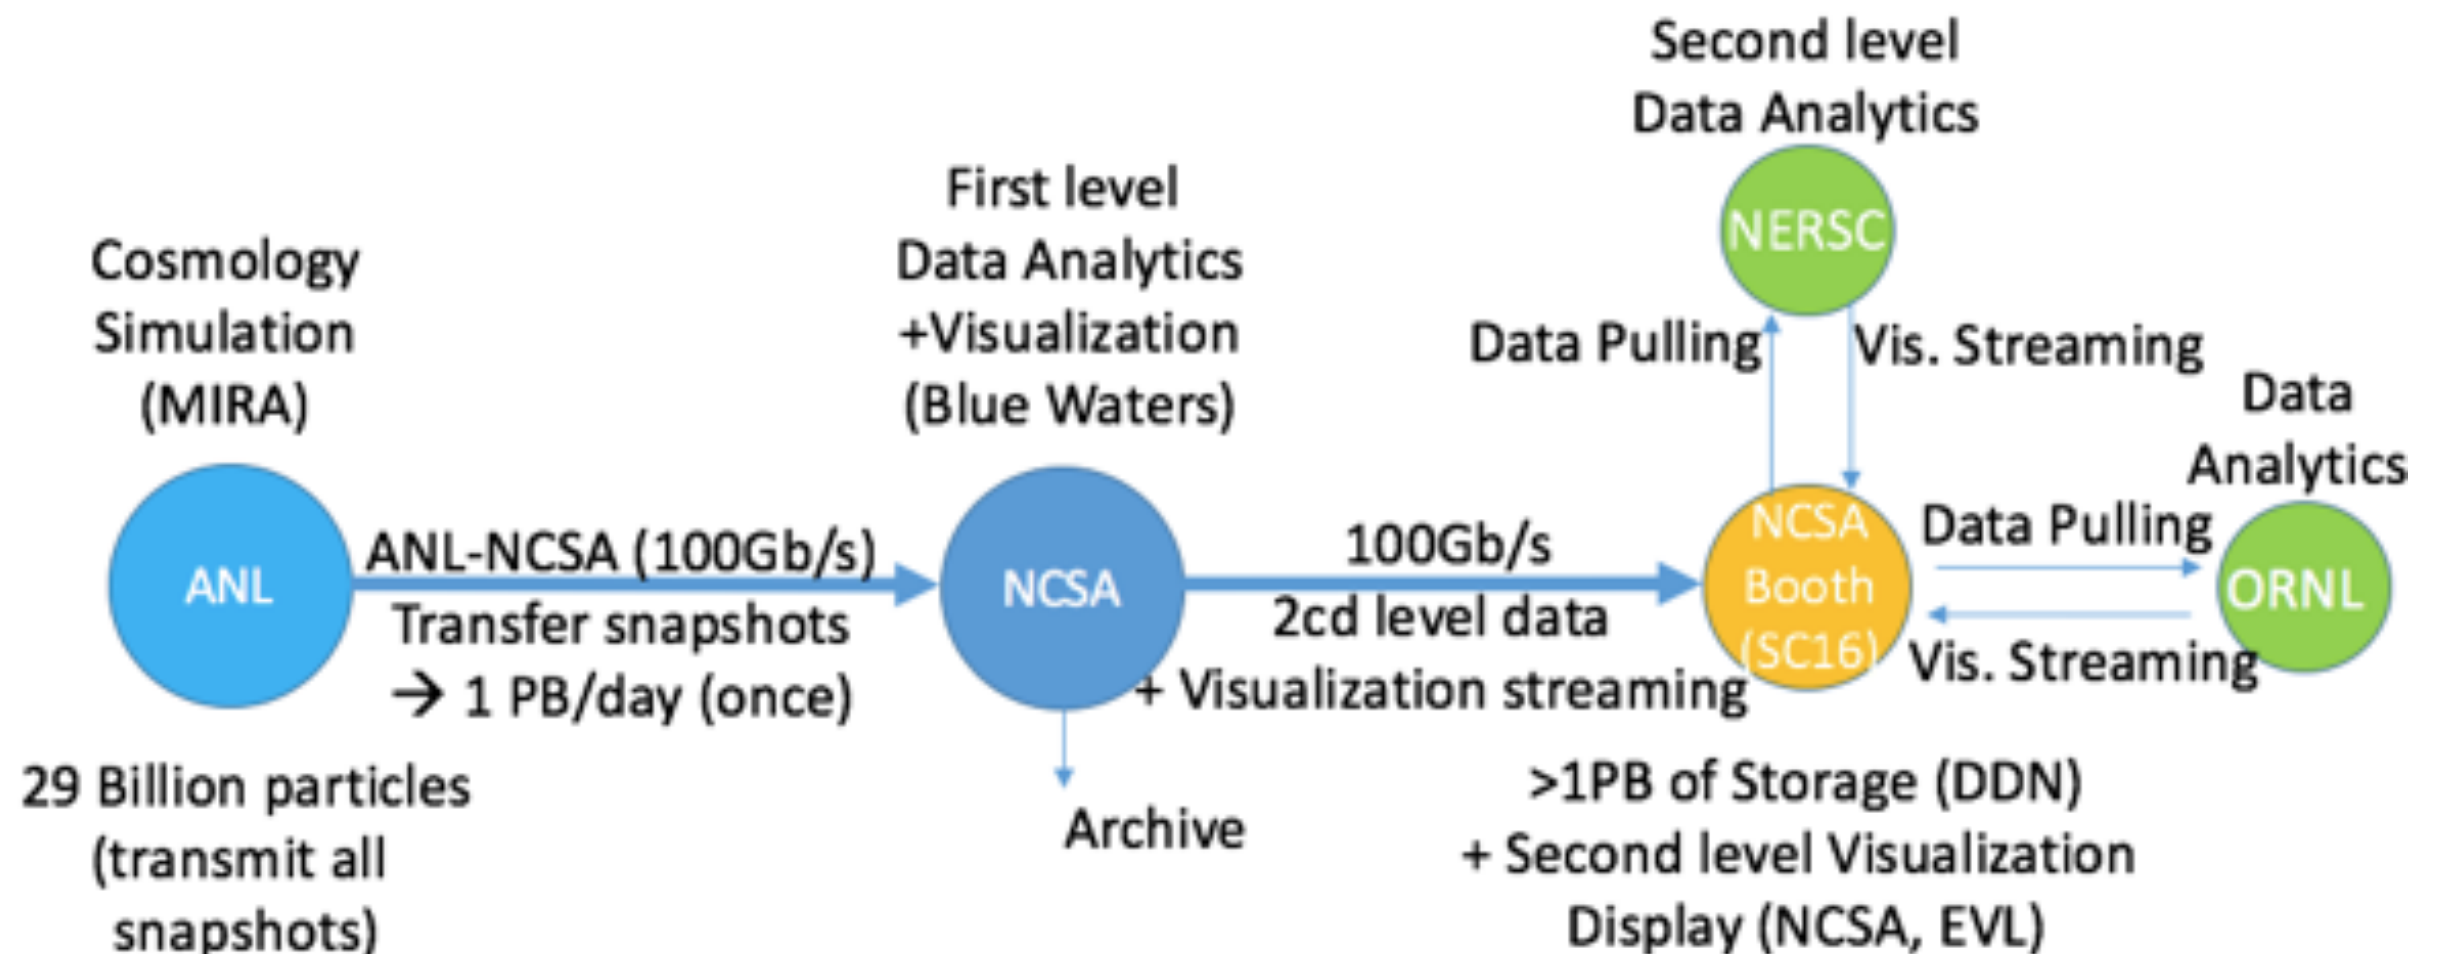 Cosmology
Simulation
(MIRA)
ANL
29 Billion particles
(transmit all
snapshots)
ANL-NCSA (100Gb/s)
Transfer snapshots
→ 1 PB/day (once)
First level
Data Analytics
+Visualization
(Blue Waters)
NCSA
Archive
100Gb/s
2cd level data
+ Visualization streaming
Second level
Data Analytics
NERSC
Data Pulling
Vis. Streaming
NCSA
Booth
(SC16)
>1PB of Storage (DDN)
+ Second level Visualization
Display (NCSA, EVL)
Data Pulling
Vis. Streaming
Data
Analytics
ORNL